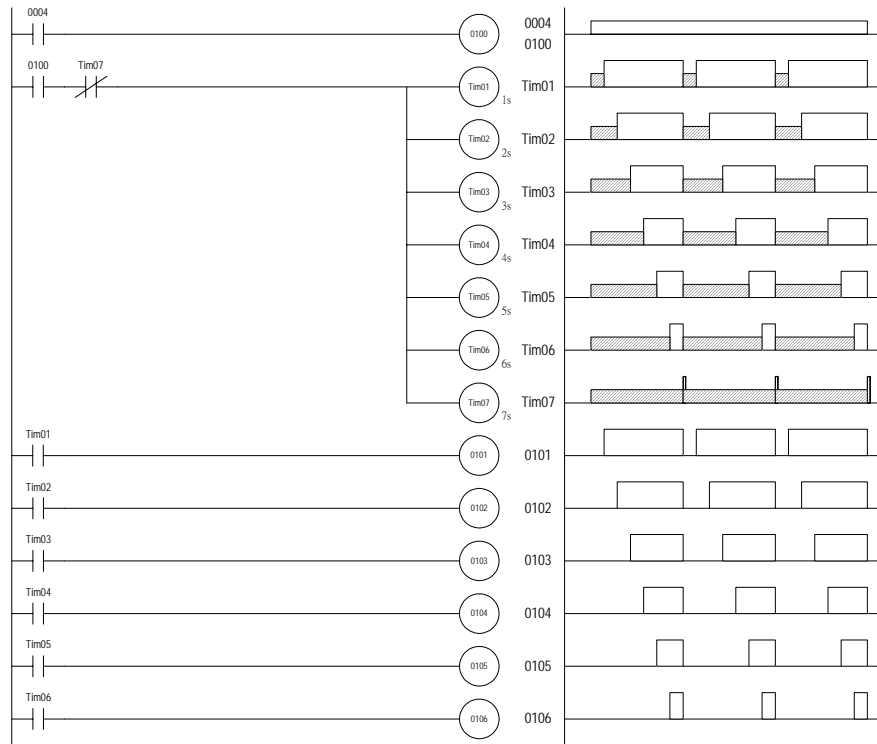 0004
0100 0004
0100
0100 Tim07
Tim01 1s Tim01
Tim02 2s Tim02
Tim03 3s Tim03
Tim04 4s Tim04
Tim05 5s Tim05
Tim06 6s Tim06
Tim07 7s Tim07
Tim01
0101 0101
Tim02
0102 0102
Tim03
0103 0103
Tim04
0104 0104
Tim05
0105 0105
Tim06
0106 0106